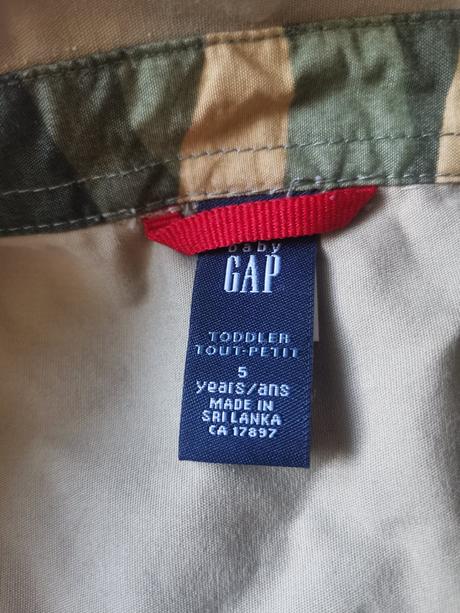 baby
GAP
TODDLER
TOUT-PETIT
5
years/ans
MADE IN
SRI LANKA
CA 17897